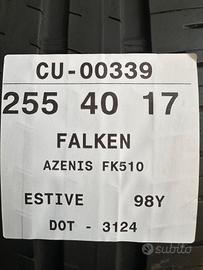 CU-00339
255 40 17
FALKEN
AZENIS FK510
ESTIVE 98Y
DOT - 3124
subito